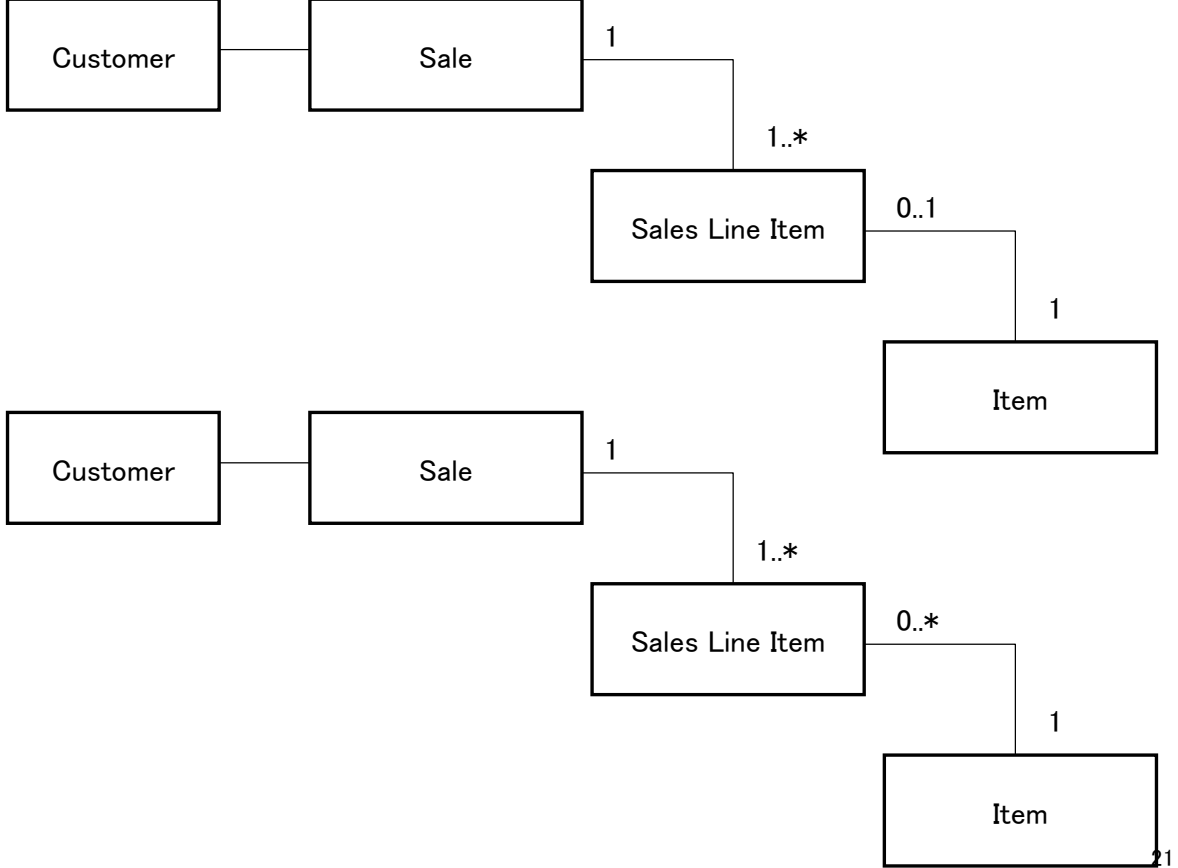 Customer
Sale
1
1..*
Sales Line Item
0..1
1
Item
Customer
Sale
1
1..*
Sales Line Item
0..*
1
Item
21